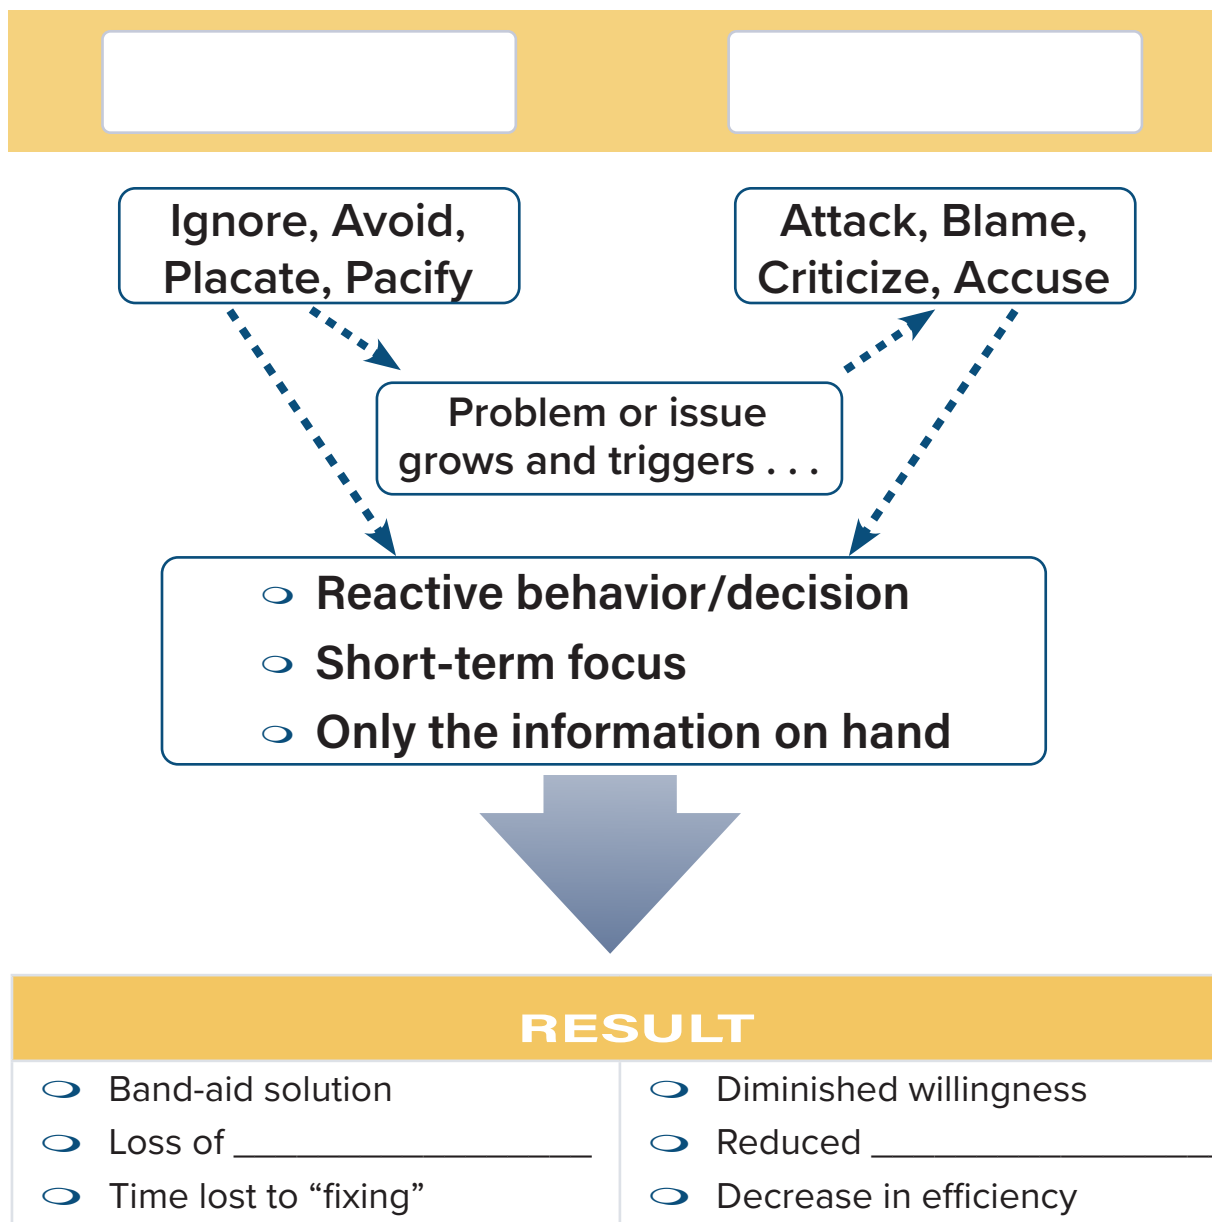 Ignore, Avoid,
Placate, Pacify
Attack, Blame,
Criticize, Accuse
Problem or issue
grows and triggers . . .
Reactive behavior/decision
Short-term focus
Only the information on hand
RESULT
Band-aid solution
Loss of ____________________
Time lost to “fixing”
Diminished willingness
Reduced ____________________
Decrease in efficiency